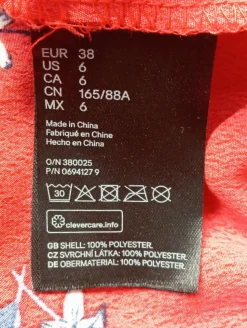 EUR 38
US 6
CA 6
CN 165/88A
MX 6
Made in China
Fabriqué en Chine
Hecho en China
O/N 380025
P/N 0694127 9
30
clevercare.info
GB SHELL: 100% POLYESTER.
CZ SVRCHNÍ LÁTKA: 100% POLYESTER.
DE OBERMATERIAL: 100% POLYESTER.